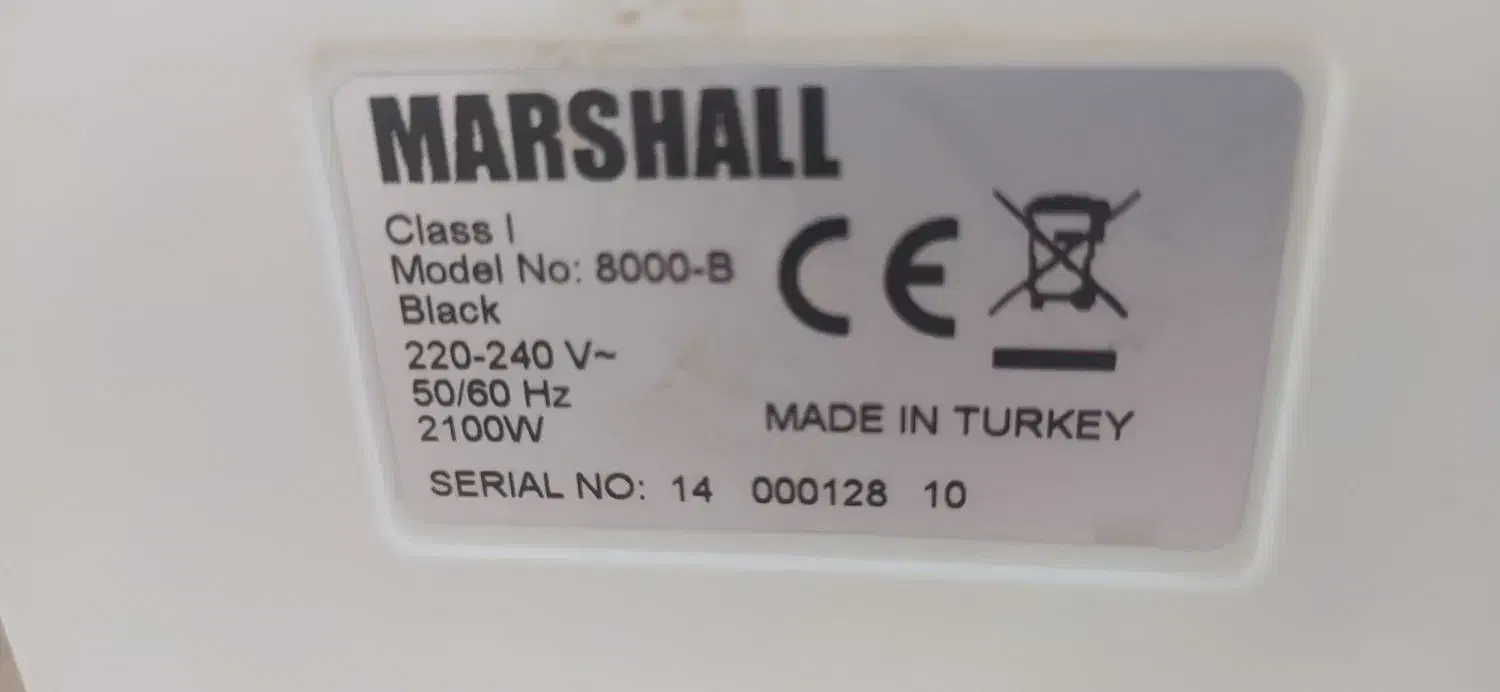 MARSHALL
Class I
Model No: 8000-B
Black
220-240 V~
50/60 Hz
2100W
CE
MADE IN TURKEY
SERIAL NO: 14 000128 10